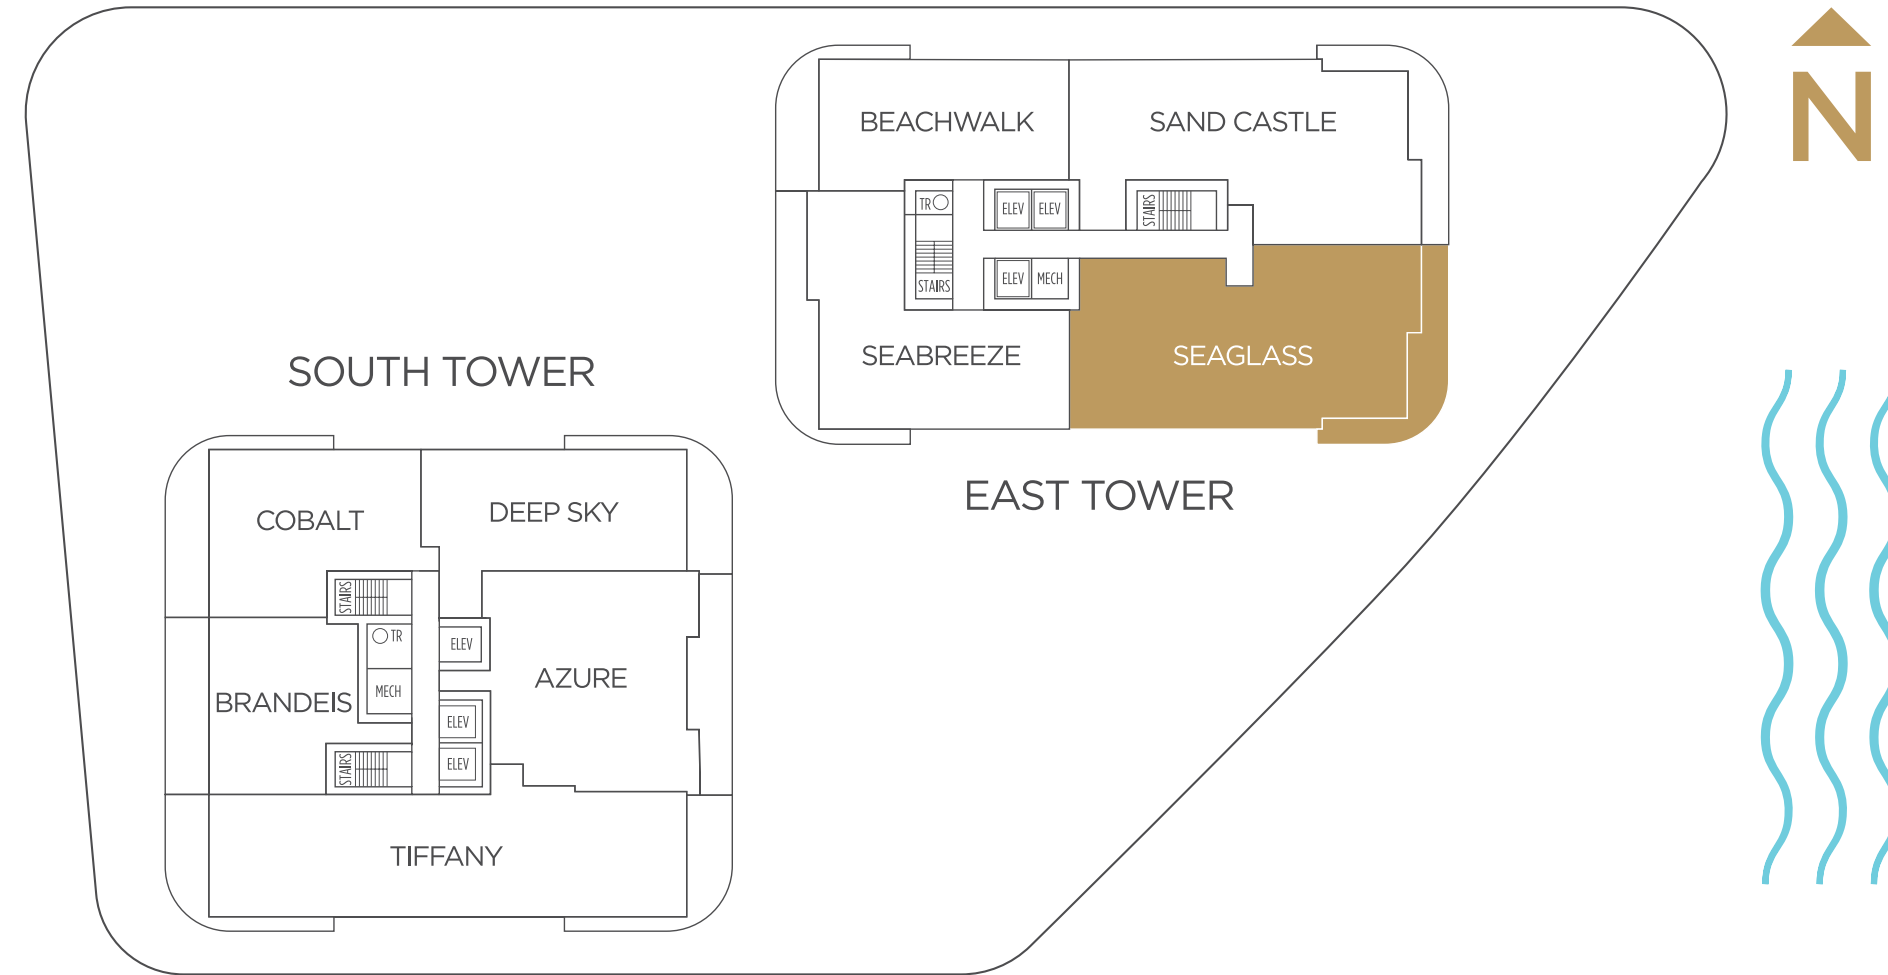 N
BEACHWALK
SAND CASTLE
TR
ELEV
ELEV
STAIRS
STAIRS
ELEV
MECH
SEABREEZE
SEAGLASS
EAST TOWER
SOUTH TOWER
COBALT
DEEP SKY
STAIRS
TR
ELEV
MECH
BRANDEIS
AZURE
ELEV
STAIRS
ELEV
TIFFANY